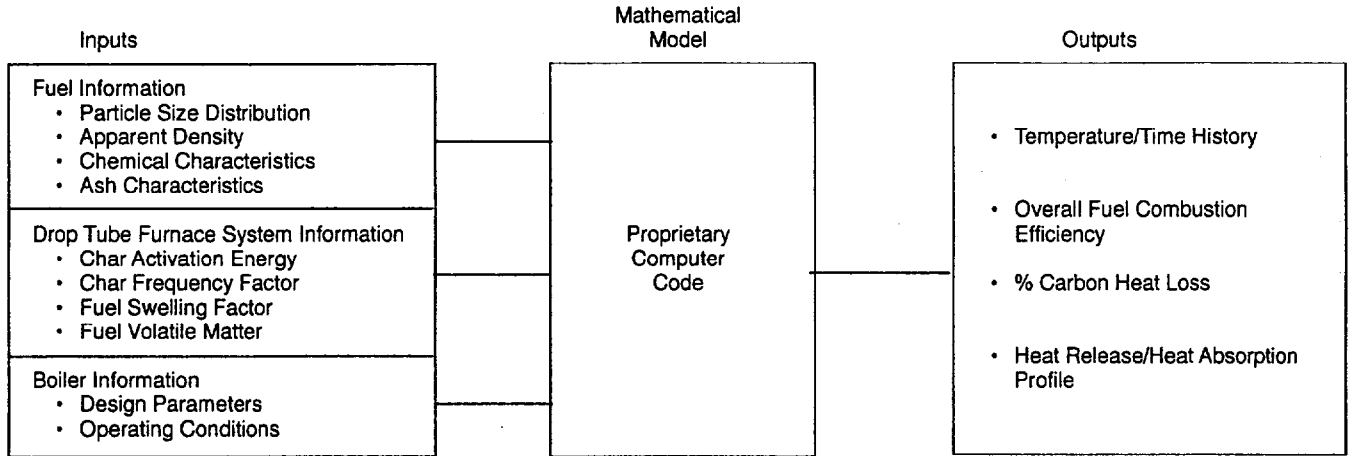 Inputs
Mathematical
Model
Outputs
Fuel Information
• Particle Size Distribution
• Apparent Density
• Chemical Characteristics
• Ash Characteristics
Drop Tube Furnace System Information
• Char Activation Energy
• Char Frequency Factor
• Fuel Swelling Factor
• Fuel Volatile Matter
Boiler Information
• Design Parameters
• Operating Conditions
Proprietary
Computer
Code
• Temperature/Time History
• Overall Fuel Combustion
Efficiency
• % Carbon Heat Loss
• Heat Release/Heat Absorption
Profile